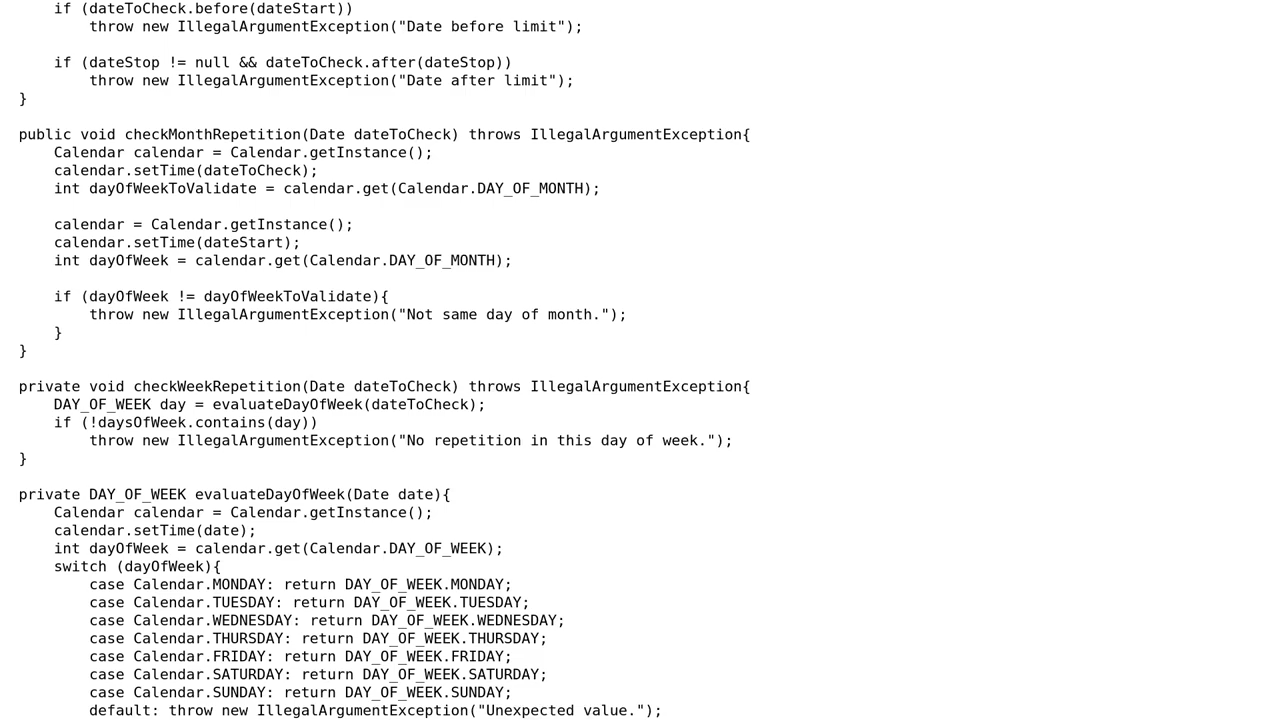 if (dateToCheck.before(dateStart))
throw new IllegalArgumentException("Date before limit");
if (dateStop != null && dateToCheck.after(dateStop))
throw new IllegalArgumentException("Date after limit");
}
public void checkMonthRepetition(Date dateToCheck) throws IllegalArgumentException{
Calendar calendar = Calendar.getInstance();
calendar.setTime(dateToCheck);
int dayOfWeekToValidate = calendar.get(Calendar.DAY_OF_MONTH);
calendar = Calendar.getInstance();
calendar.setTime(dateStart);
int dayOfWeek = calendar.get(Calendar.DAY_OF_MONTH);
if (dayOfWeek != dayOfWeekToValidate){
throw new IllegalArgumentException("Not same day of month.");
}
}
private void checkWeekRepetition(Date dateToCheck) throws IllegalArgumentException{
DAY_OF_WEEK day = evaluateDayOfWeek(dateToCheck);
if (!daysOfWeek.contains(day))
throw new IllegalArgumentException("No repetition in this day of week.");
}
private DAY_OF_WEEK evaluateDayOfWeek(Date date){
Calendar calendar = Calendar.getInstance();
calendar.setTime(date);
int dayOfWeek = calendar.get(Calendar.DAY_OF_WEEK);
switch (dayOfWeek){
case Calendar.MONDAY: return DAY_OF_WEEK.MONDAY;
case Calendar.TUESDAY: return DAY_OF_WEEK.TUESDAY;
case Calendar.WEDNESDAY: return DAY_OF_WEEK.WEDNESDAY;
case Calendar.THURSDAY: return DAY_OF_WEEK.THURSDAY;
case Calendar.FRIDAY: return DAY_OF_WEEK.FRIDAY;
case Calendar.SATURDAY: return DAY_OF_WEEK.SATURDAY;
case Calendar.SUNDAY: return DAY_OF_WEEK.SUNDAY;
default: throw new IllegalArgumentException("Unexpected value.");